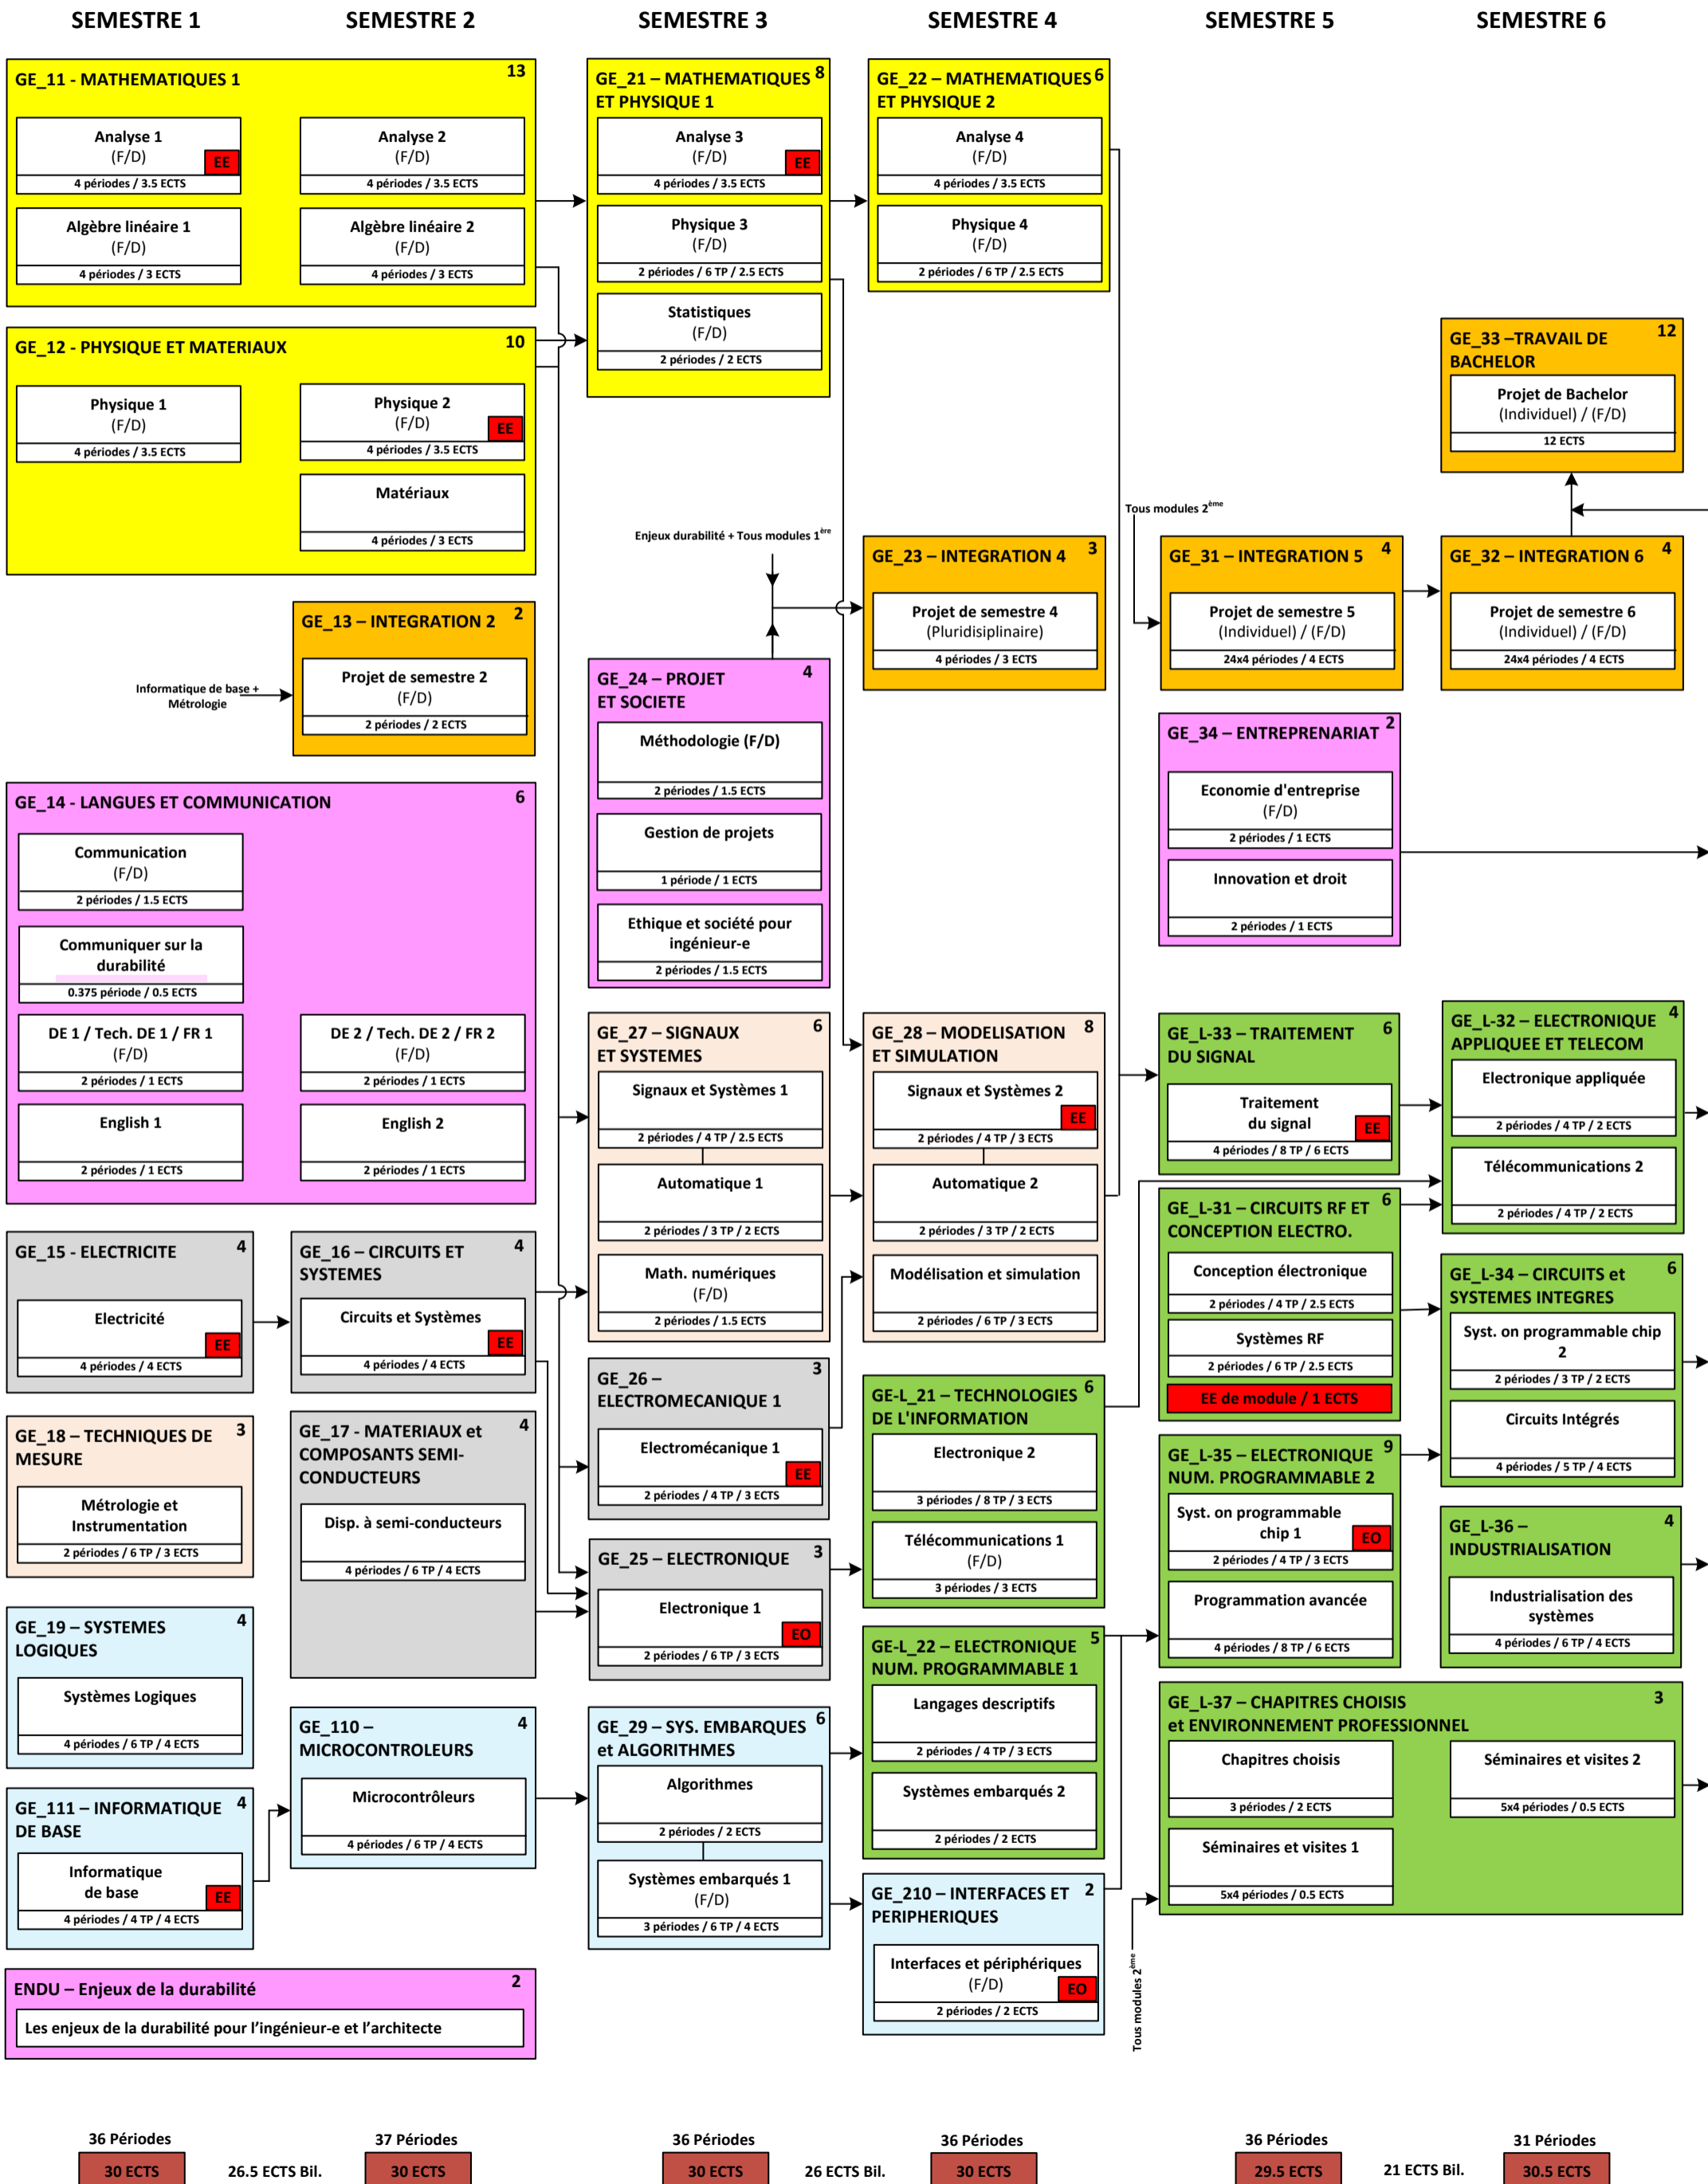 SEMESTRE 1
SEMESTRE 2
SEMESTRE 3
SEMESTRE 4
SEMESTRE 5
SEMESTRE 6
GE_11 - MATHEMATIQUES 1
13
Analyse 1
(F/D)
EE
4 périodes / 3.5 ECTS
Analyse 2
(F/D)
4 périodes / 3.5 ECTS
Algèbre linéaire 1
(F/D)
4 périodes / 3 ECTS
Algèbre linéaire 2
(F/D)
4 périodes / 3 ECTS
GE_12 - PHYSIQUE ET MATERIAUX
10
Physique 1
(F/D)
4 périodes / 3.5 ECTS
Physique 2
(F/D)
EE
4 périodes / 3.5 ECTS
Matériaux
4 périodes / 3 ECTS
GE_13 – INTEGRATION 2
2
Informatique de base +
Métrologie
Projet de semestre 2
(F/D)
2 périodes / 2 ECTS
GE_14 - LANGUES ET COMMUNICATION
6
Communication
(F/D)
2 périodes / 1.5 ECTS
Communiquer sur la
durabilité
0.375 période / 0.5 ECTS
DE 1 / Tech. DE 1 / FR 1
(F/D)
2 périodes / 1 ECTS
DE 2 / Tech. DE 2 / FR 2
(F/D)
2 périodes / 1 ECTS
English 1
2 périodes / 1 ECTS
English 2
2 périodes / 1 ECTS
GE_15 - ELECTRICITE
4
Electricité
EE
4 périodes / 4 ECTS
GE_16 – CIRCUITS ET
SYSTEMES
4
Circuits et Systèmes
EE
4 périodes / 4 ECTS
GE_18 – TECHNIQUES DE
MESURE
3
Métrologie et
Instrumentation
2 périodes / 6 TP / 3 ECTS
GE_17 - MATERIAUX et
COMPOSANTS SEMI-
CONDUCTEURS
4
Disp. à semi-conducteurs
4 périodes / 6 TP / 4 ECTS
GE_19 – SYSTEMES
LOGIQUES
4
Systèmes Logiques
4 périodes / 6 TP / 4 ECTS
GE_110 –
MICROCONTROLEURS
4
Microcontrôleurs
4 périodes / 6 TP / 4 ECTS
GE_111 – INFORMATIQUE
DE BASE
4
Informatique
de base
EE
4 périodes / 4 TP / 4 ECTS
ENDU – Enjeux de la durabilité
2
Les enjeux de la durabilité pour l'ingénieur-e et l'architecte
GE_21 – MATHEMATIQUES
ET PHYSIQUE 1
8
Analyse 3
(F/D)
EE
4 périodes / 3.5 ECTS
Physique 3
(F/D)
2 périodes / 6 TP / 2.5 ECTS
Statistiques
(F/D)
2 périodes / 2 ECTS
GE_22 – MATHEMATIQUES
ET PHYSIQUE 2
6
Analyse 4
(F/D)
4 périodes / 3.5 ECTS
Physique 4
(F/D)
2 périodes / 6 TP / 2.5 ECTS
Enjeux durabilité + Tous modules 1ère
GE_23 – INTEGRATION 4
3
Projet de semestre 4
(Pluridisiplinaire)
4 périodes / 3 ECTS
GE_24 – PROJET
ET SOCIETE
4
Méthodologie (F/D)
2 périodes / 1.5 ECTS
Gestion de projets
1 période / 1 ECTS
Ethique et société pour
ingénieur-e
2 périodes / 1.5 ECTS
GE_27 – SIGNAUX
ET SYSTEMES
6
Signaux et Systèmes 1
2 périodes / 4 TP / 2.5 ECTS
Automatique 1
2 périodes / 3 TP / 2 ECTS
Math. numériques
(F/D)
2 périodes / 1.5 ECTS
GE_28 – MODELISATION
ET SIMULATION
8
Signaux et Systèmes 2
EE
2 périodes / 4 TP / 3 ECTS
Automatique 2
2 périodes / 3 TP / 2 ECTS
Modélisation et simulation
2 périodes / 6 TP / 3 ECTS
GE_26 –
ELECTROMECANIQUE 1
3
Electromécanique 1
EE
2 périodes / 4 TP / 3 ECTS
GE_25 – ELECTRONIQUE
3
Electronique 1
EO
2 périodes / 6 TP / 3 ECTS
GE-L_21 – TECHNOLOGIES
DE L'INFORMATION
6
Electronique 2
3 périodes / 8 TP / 3 ECTS
Télécommunications 1
(F/D)
3 périodes / 3 ECTS
GE_29 – SYS. EMBARQUES
et ALGORITHMES
6
Algorithmes
2 périodes / 2 ECTS
Systèmes embarqués 1
(F/D)
3 périodes / 6 TP / 4 ECTS
GE-L_22 – ELECTRONIQUE
NUM. PROGRAMMABLE 1
5
Langages descriptifs
2 périodes / 4 TP / 3 ECTS
Systèmes embarqués 2
2 périodes / 2 ECTS
GE_210 – INTERFACES ET
PERIPHERIQUES
2
Interfaces et périphériques
(F/D)
EO
2 périodes / 2 ECTS
GE_33 –TRAVAIL DE
BACHELOR
12
Projet de Bachelor
(Individuel) / (F/D)
12 ECTS
Tous modules 2ème
GE_31 – INTEGRATION 5
4
Projet de semestre 5
(Individuel) / (F/D)
24x4 périodes / 4 ECTS
GE_32 – INTEGRATION 6
4
Projet de semestre 6
(Individuel) / (F/D)
24x4 périodes / 4 ECTS
GE_34 – ENTREPRENARIAT
2
Economie d'entreprise
(F/D)
2 périodes / 1 ECTS
Innovation et droit
2 périodes / 1 ECTS
GE_L-33 – TRAITEMENT
DU SIGNAL
6
Traitement
du signal
EE
4 périodes / 8 TP / 6 ECTS
GE_L-32 – ELECTRONIQUE
APPLIQUEE ET TELECOM
4
Electronique appliquée
2 périodes / 4 TP / 2 ECTS
Télécommunications 2
2 périodes / 4 TP / 2 ECTS
GE_L-31 – CIRCUITS RF ET
CONCEPTION ELECTRO.
6
Conception électronique
2 périodes / 4 TP / 2.5 ECTS
Systèmes RF
2 périodes / 6 TP / 2.5 ECTS
EE de module / 1 ECTS
GE_L-34 – CIRCUITS et
SYSTEMES INTEGRES
6
Syst. on programmable chip
2
2 périodes / 3 TP / 2 ECTS
Circuits Intégrés
4 périodes / 5 TP / 4 ECTS
GE_L-35 – ELECTRONIQUE
NUM. PROGRAMMABLE 2
9
Syst. on programmable
chip 1
EO
2 périodes / 4 TP / 3 ECTS
Programmation avancée
4 périodes / 8 TP / 6 ECTS
GE_L-36 –
INDUSTRIALISATION
4
Industrialisation des
systèmes
4 périodes / 6 TP / 4 ECTS
GE_L-37 – CHAPITRES CHOISIS
et ENVIRONNEMENT PROFESSIONNEL
3
Chapitres choisis
3 périodes / 2 ECTS
Séminaires et visites 2
5x4 périodes / 0.5 ECTS
Séminaires et visites 1
5x4 périodes / 0.5 ECTS
Tous modules 2ème
36 Périodes
30 ECTS
26.5 ECTS Bil.
37 Périodes
30 ECTS
36 Périodes
30 ECTS
26 ECTS Bil.
36 Périodes
30 ECTS
36 Périodes
29.5 ECTS
21 ECTS Bil.
31 Périodes
30.5 ECTS